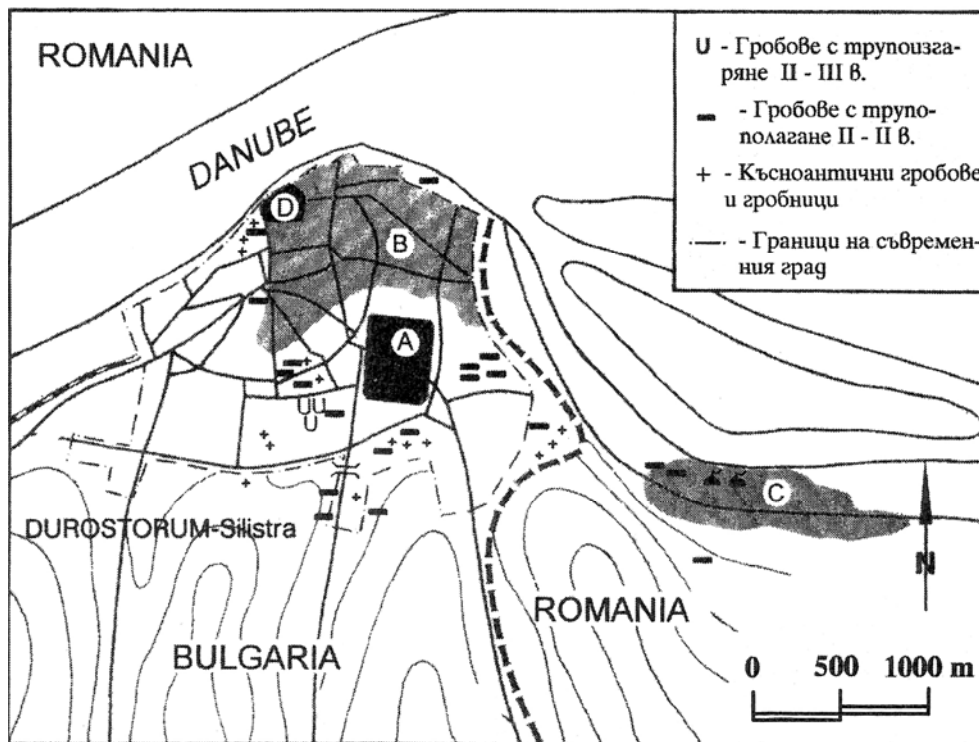 ROMANIA
DANUBE
U - Гробове с трупоизга-
ряне II - III в.
- Гробове с трупо-
полагане II - II в.
+ - Късноантични гробове
и гробници
- Граници на съвремен-
ния град
D
B
A
C
DUROSTORUM-Silistra
BULGARIA
ROMANIA
N
0 500 1000 m